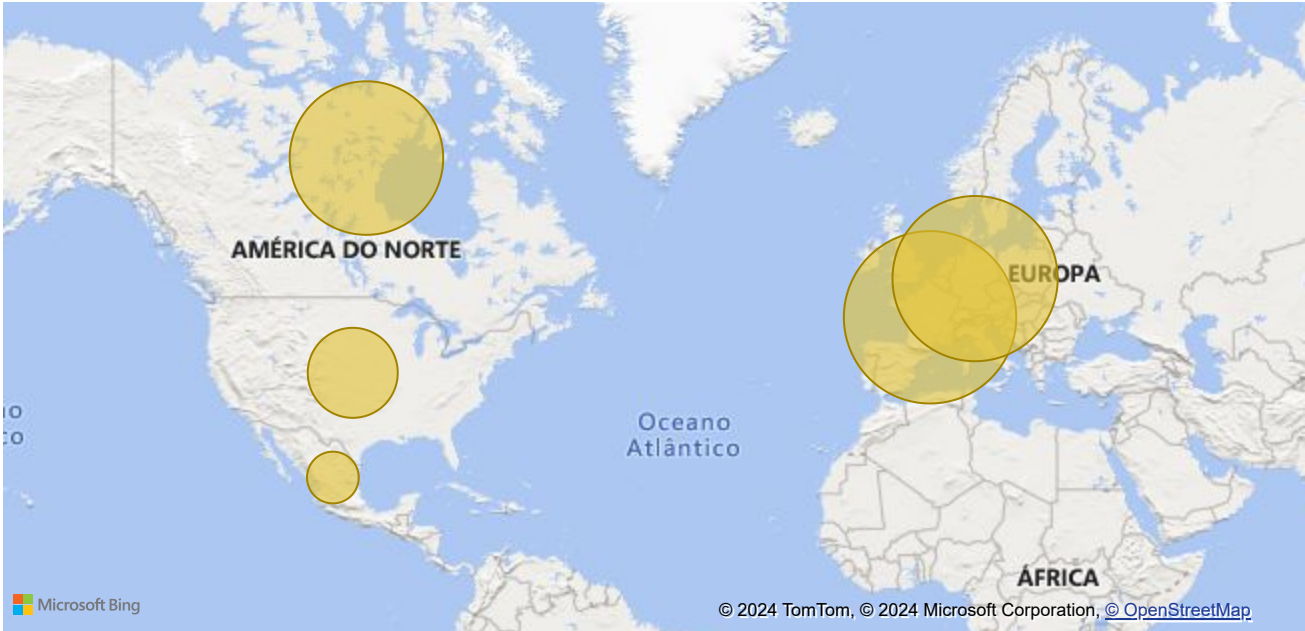 AMÉRICA DO NORTE
EUROPA
Oceano
Atlântico
ÁFRICA
Microsoft Bing
© 2024 TomTom, © 2024 Microsoft Corporation, © OpenStreetMap